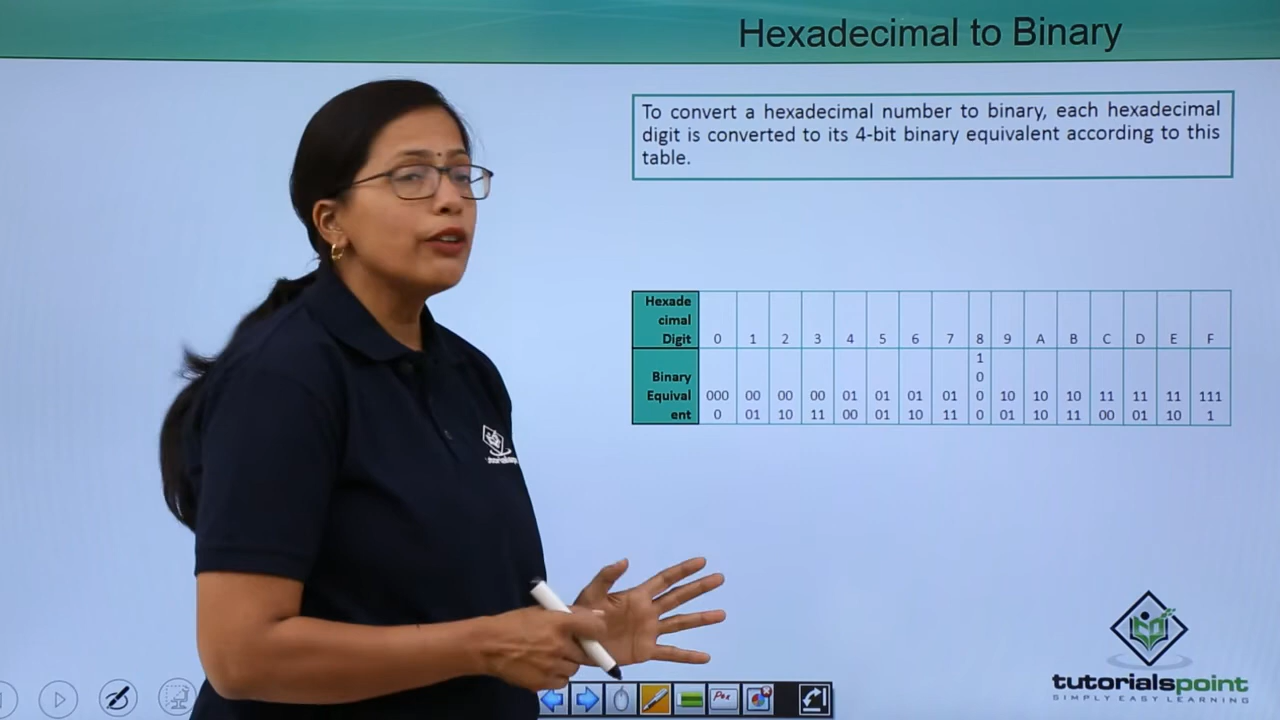 Hexadecimal to Binary
To convert a hexadecimal number to binary, each hexadecimal
digit is converted to its 4-bit binary equivalent according to this
table.
Hexade
cimal
Digit 0 1 2 3 4 5 6 7 8 9 A B C D E F
1
Binary 0
Equival 000 00 00 00 01 01 01 01 0 10 10 10 11 11 11 111
ent 0 01 10 11 00 01 10 11 0 01 10 11 00 01 10 1
tutorialspoint
SIMPLY EASY LEARNING